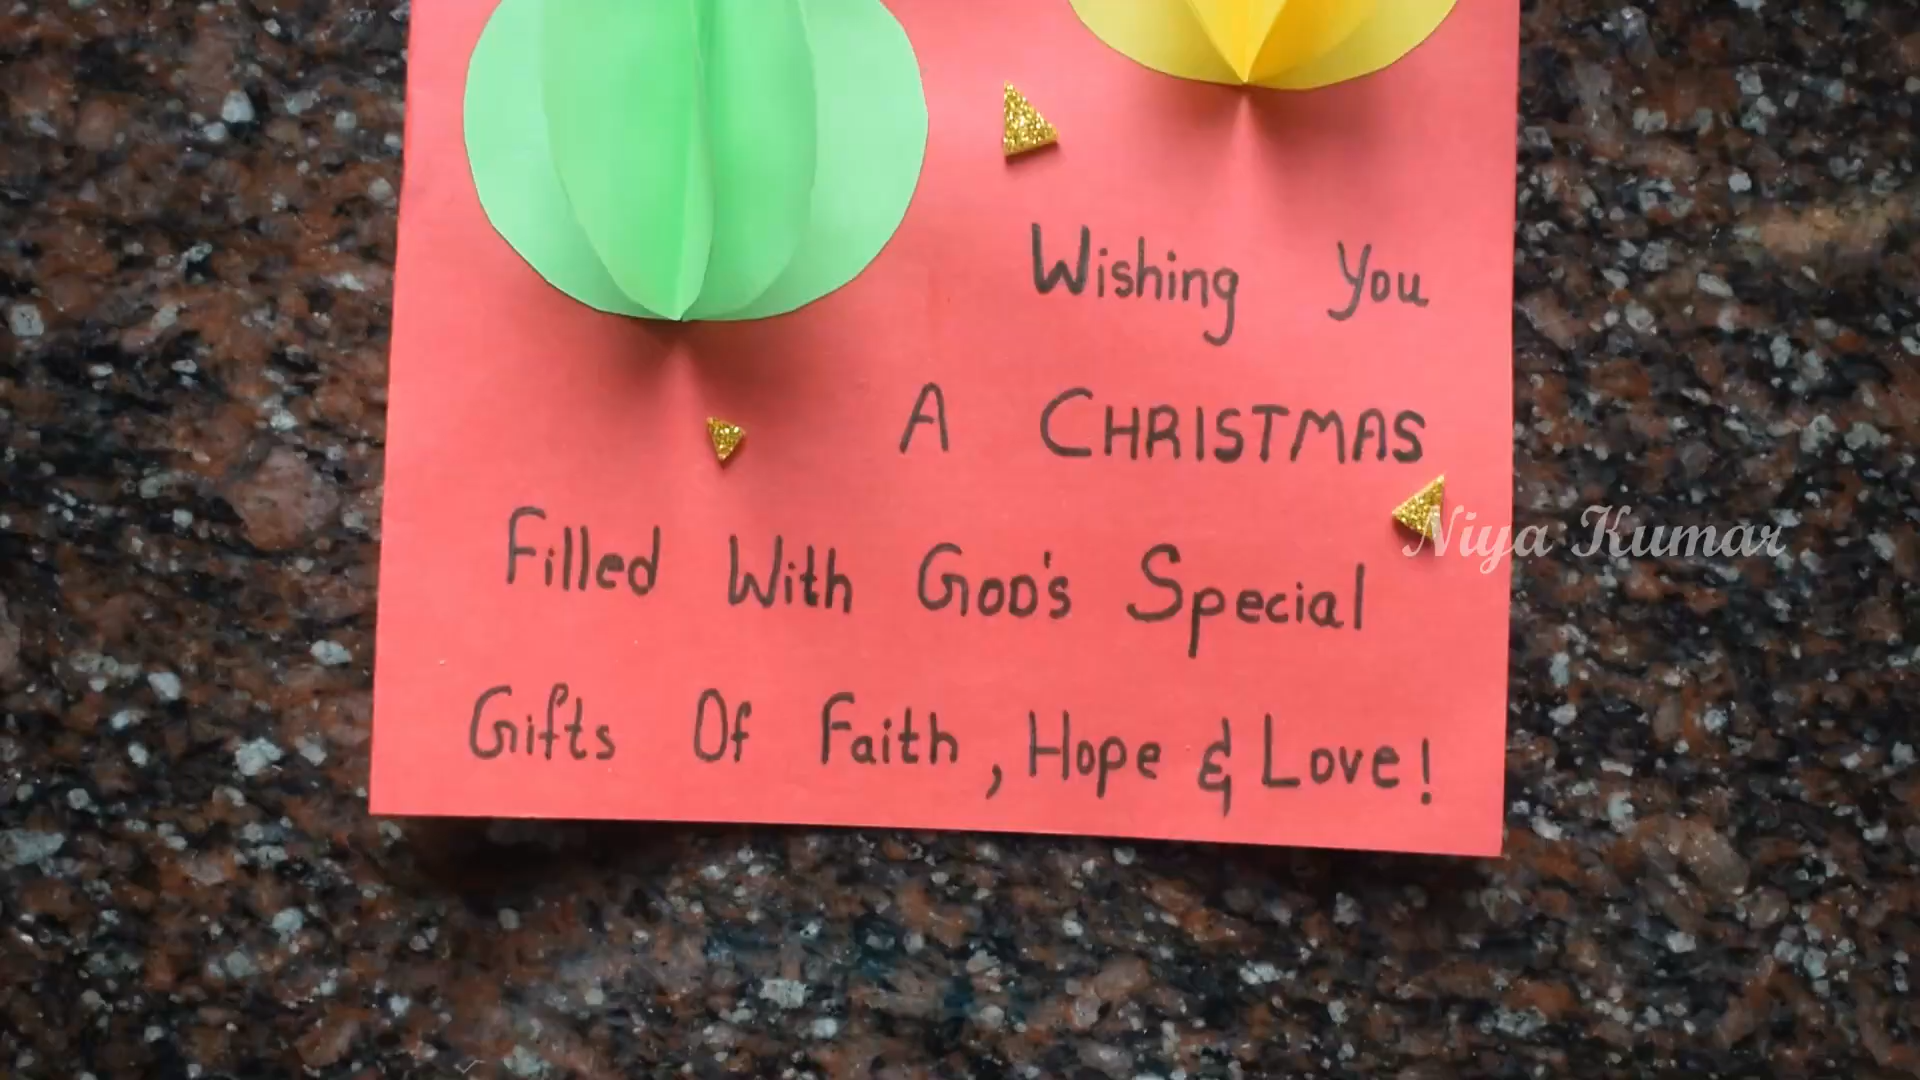 Wishing You
A CHRISTMAS
Filled With GOD's Special
Gifts Of Faith, Hope & Love!
Niya Kumar